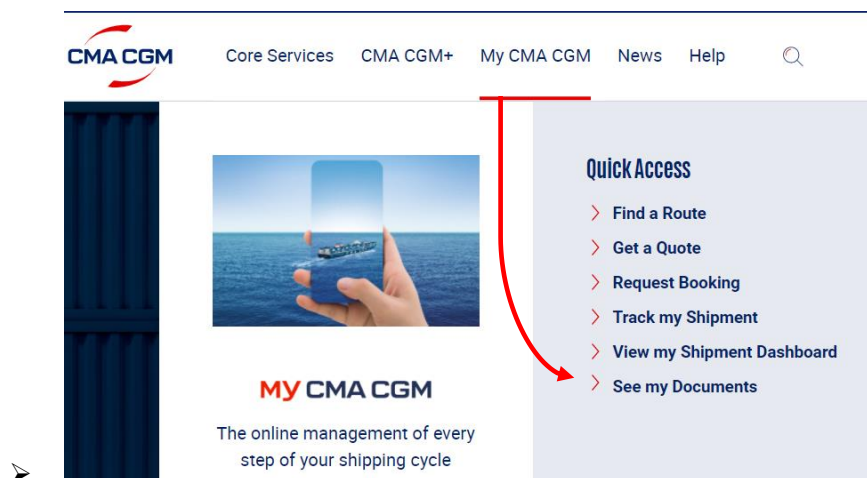 CMA CGM
Core Services CMA CGM+ My CMA CGM News Help
Quick Access
Find a Route
Get a Quote
Request Booking
Track my Shipment
View my Shipment Dashboard
See my Documents
MY CMA CGM
The online management of every
step of your shipping cycle